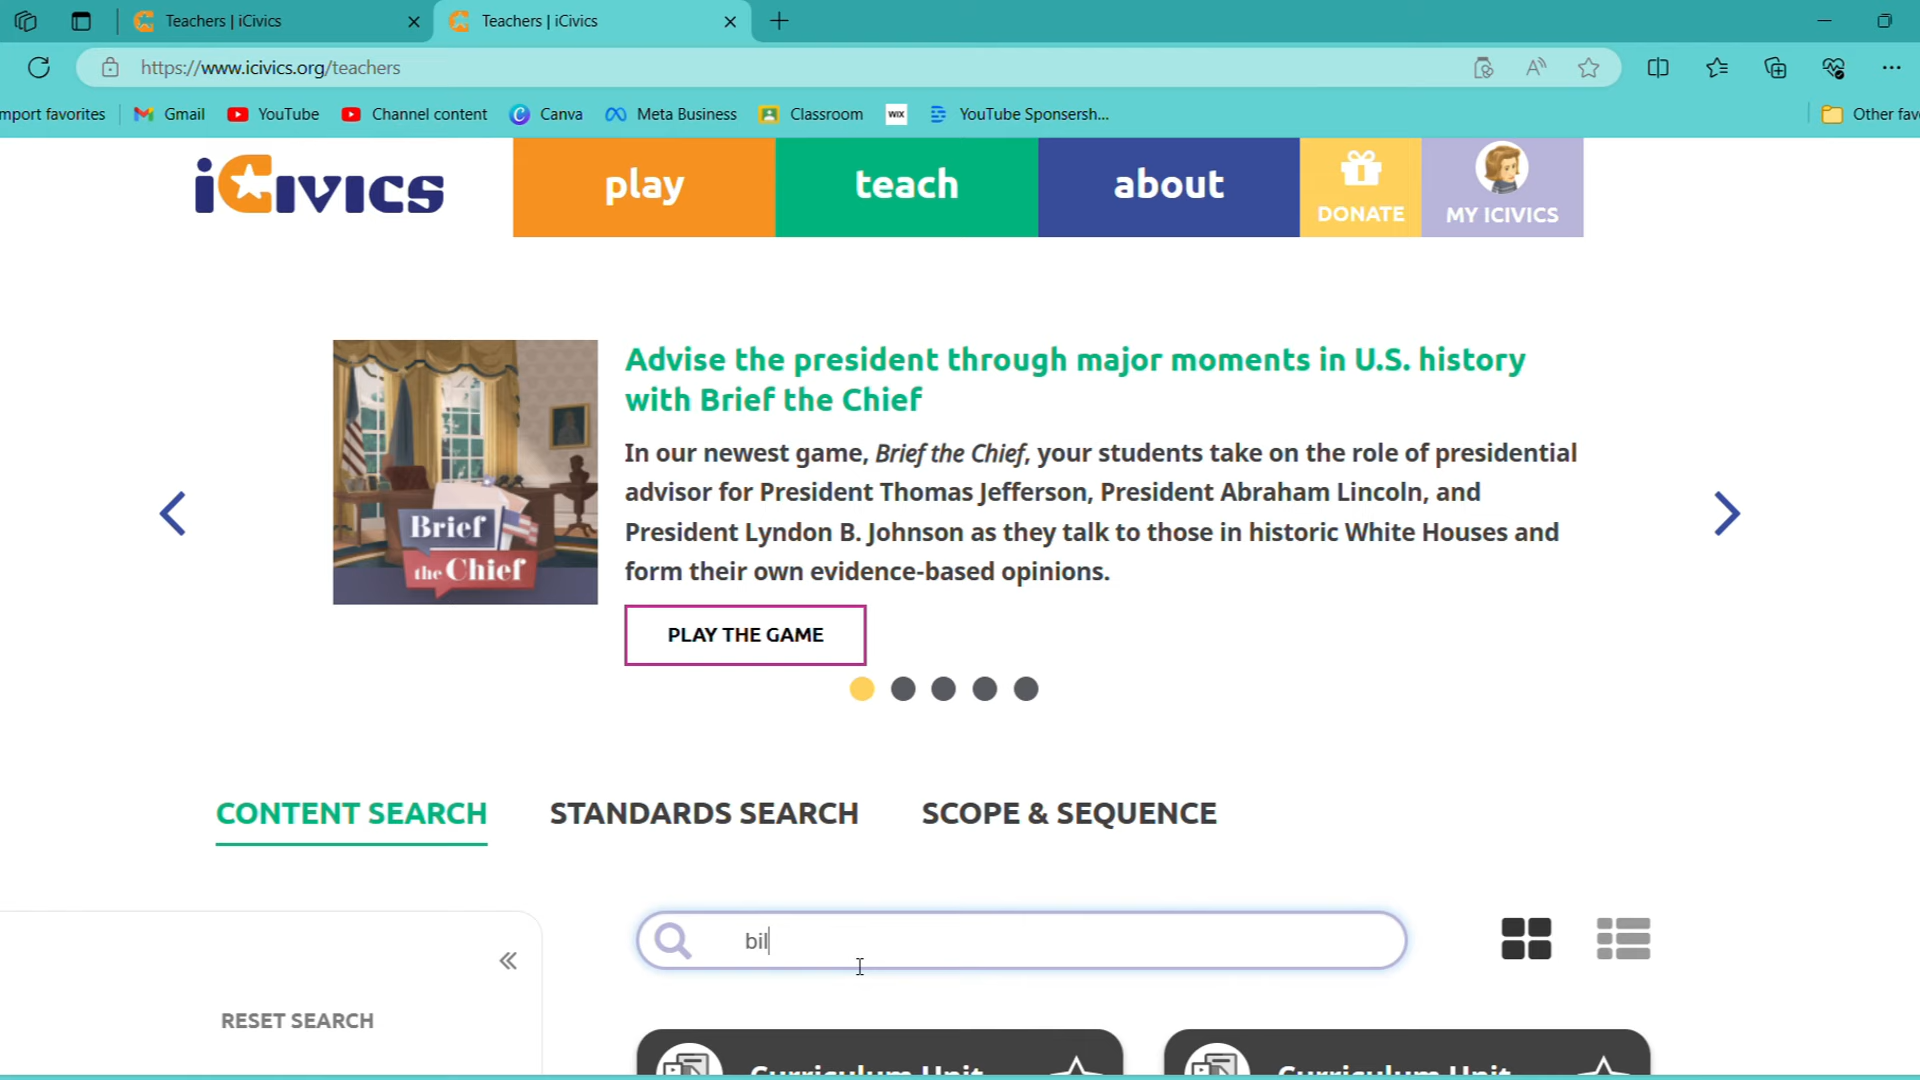 Teachers | iCivics
Teachers | iCivics
https://www.icivics.org/teachers
mport favorites Gmail YouTube Channel content Canva Meta Business Classroom WIX YouTube Sponsersh... Other fav
iCivics
play
teach
about
DONATE
MY ICIVICS
Brief
the Chief
Advise the president through major moments in U.S. history
with Brief the Chief
In our newest game, Brief the Chief, your students take on the role of presidential
advisor for President Thomas Jefferson, President Abraham Lincoln, and
President Lyndon B. Johnson as they talk to those in historic White Houses and
form their own evidence-based opinions.
PLAY THE GAME
CONTENT SEARCH STANDARDS SEARCH SCOPE & SEQUENCE
bil
RESET SEARCH
Curriculum Unit Curriculum Unit